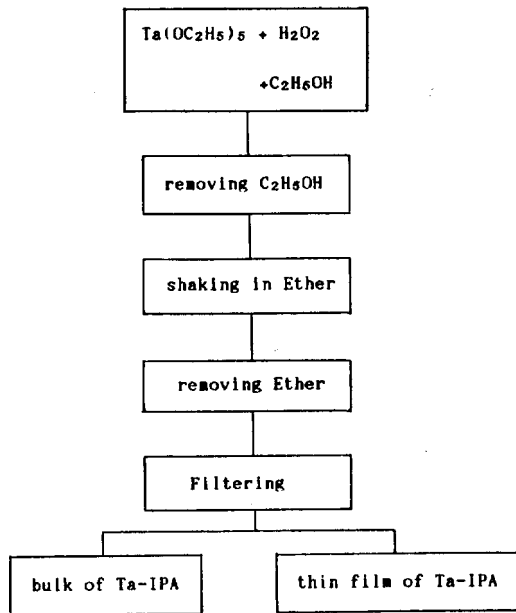 Ta(OC₂H₅)₅ + H₂O₂
+C₂H₅OH
removing C₂H₅OH
shaking in Ether
removing Ether
Filtering
bulk of Ta-IPA
thin film of Ta-IPA